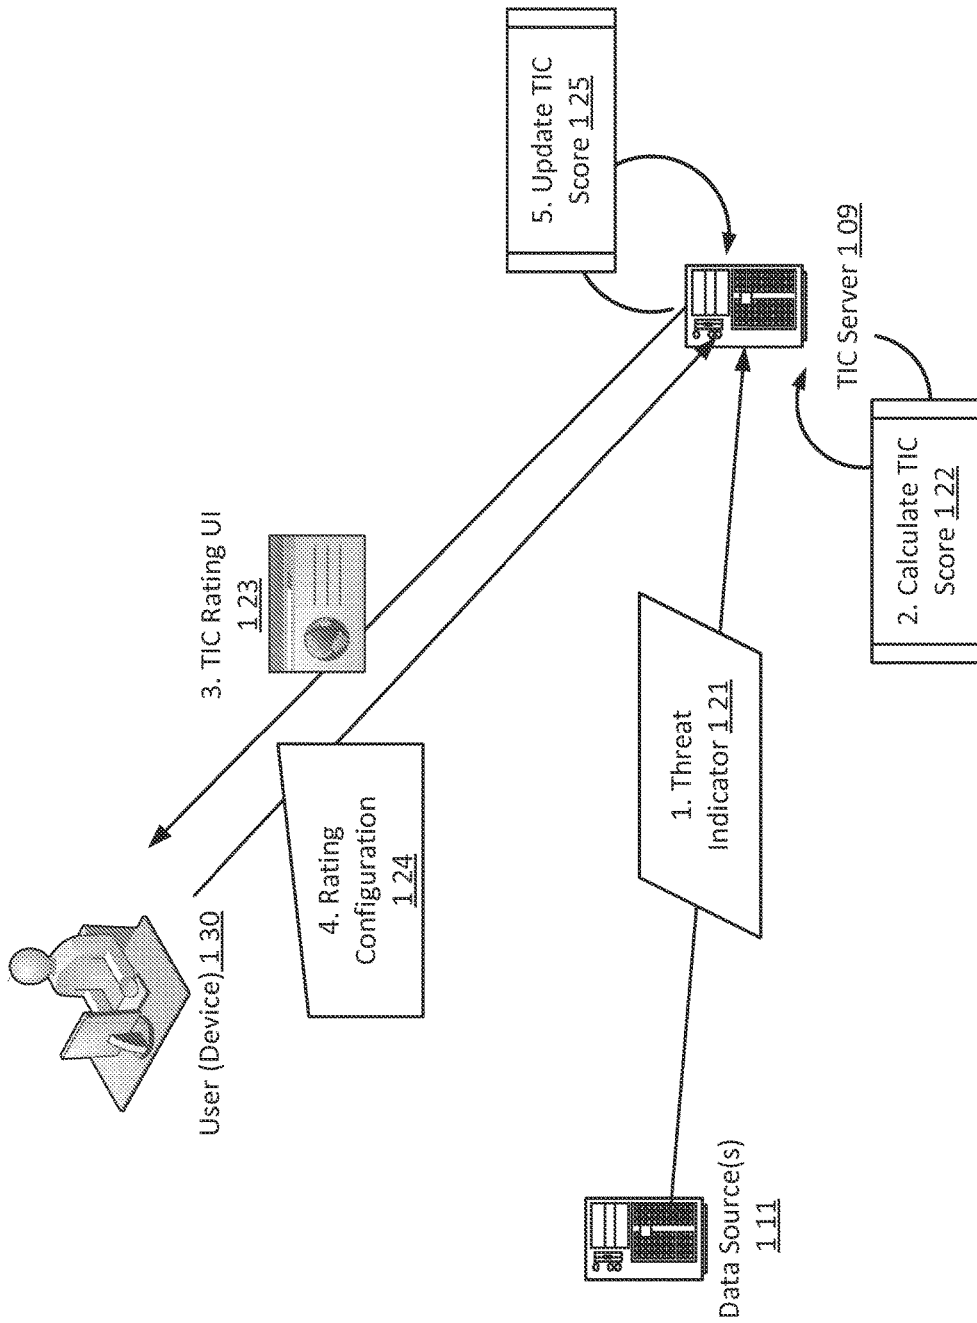 User (Device) 130
3. TIC Rating UI
123
4. Rating
Configuration
124
5. Update TIC
Score 125
1. Threat
Indicator 121
TIC Server 109
Data Source(s)
111
2. Calculate TIC
Score 122